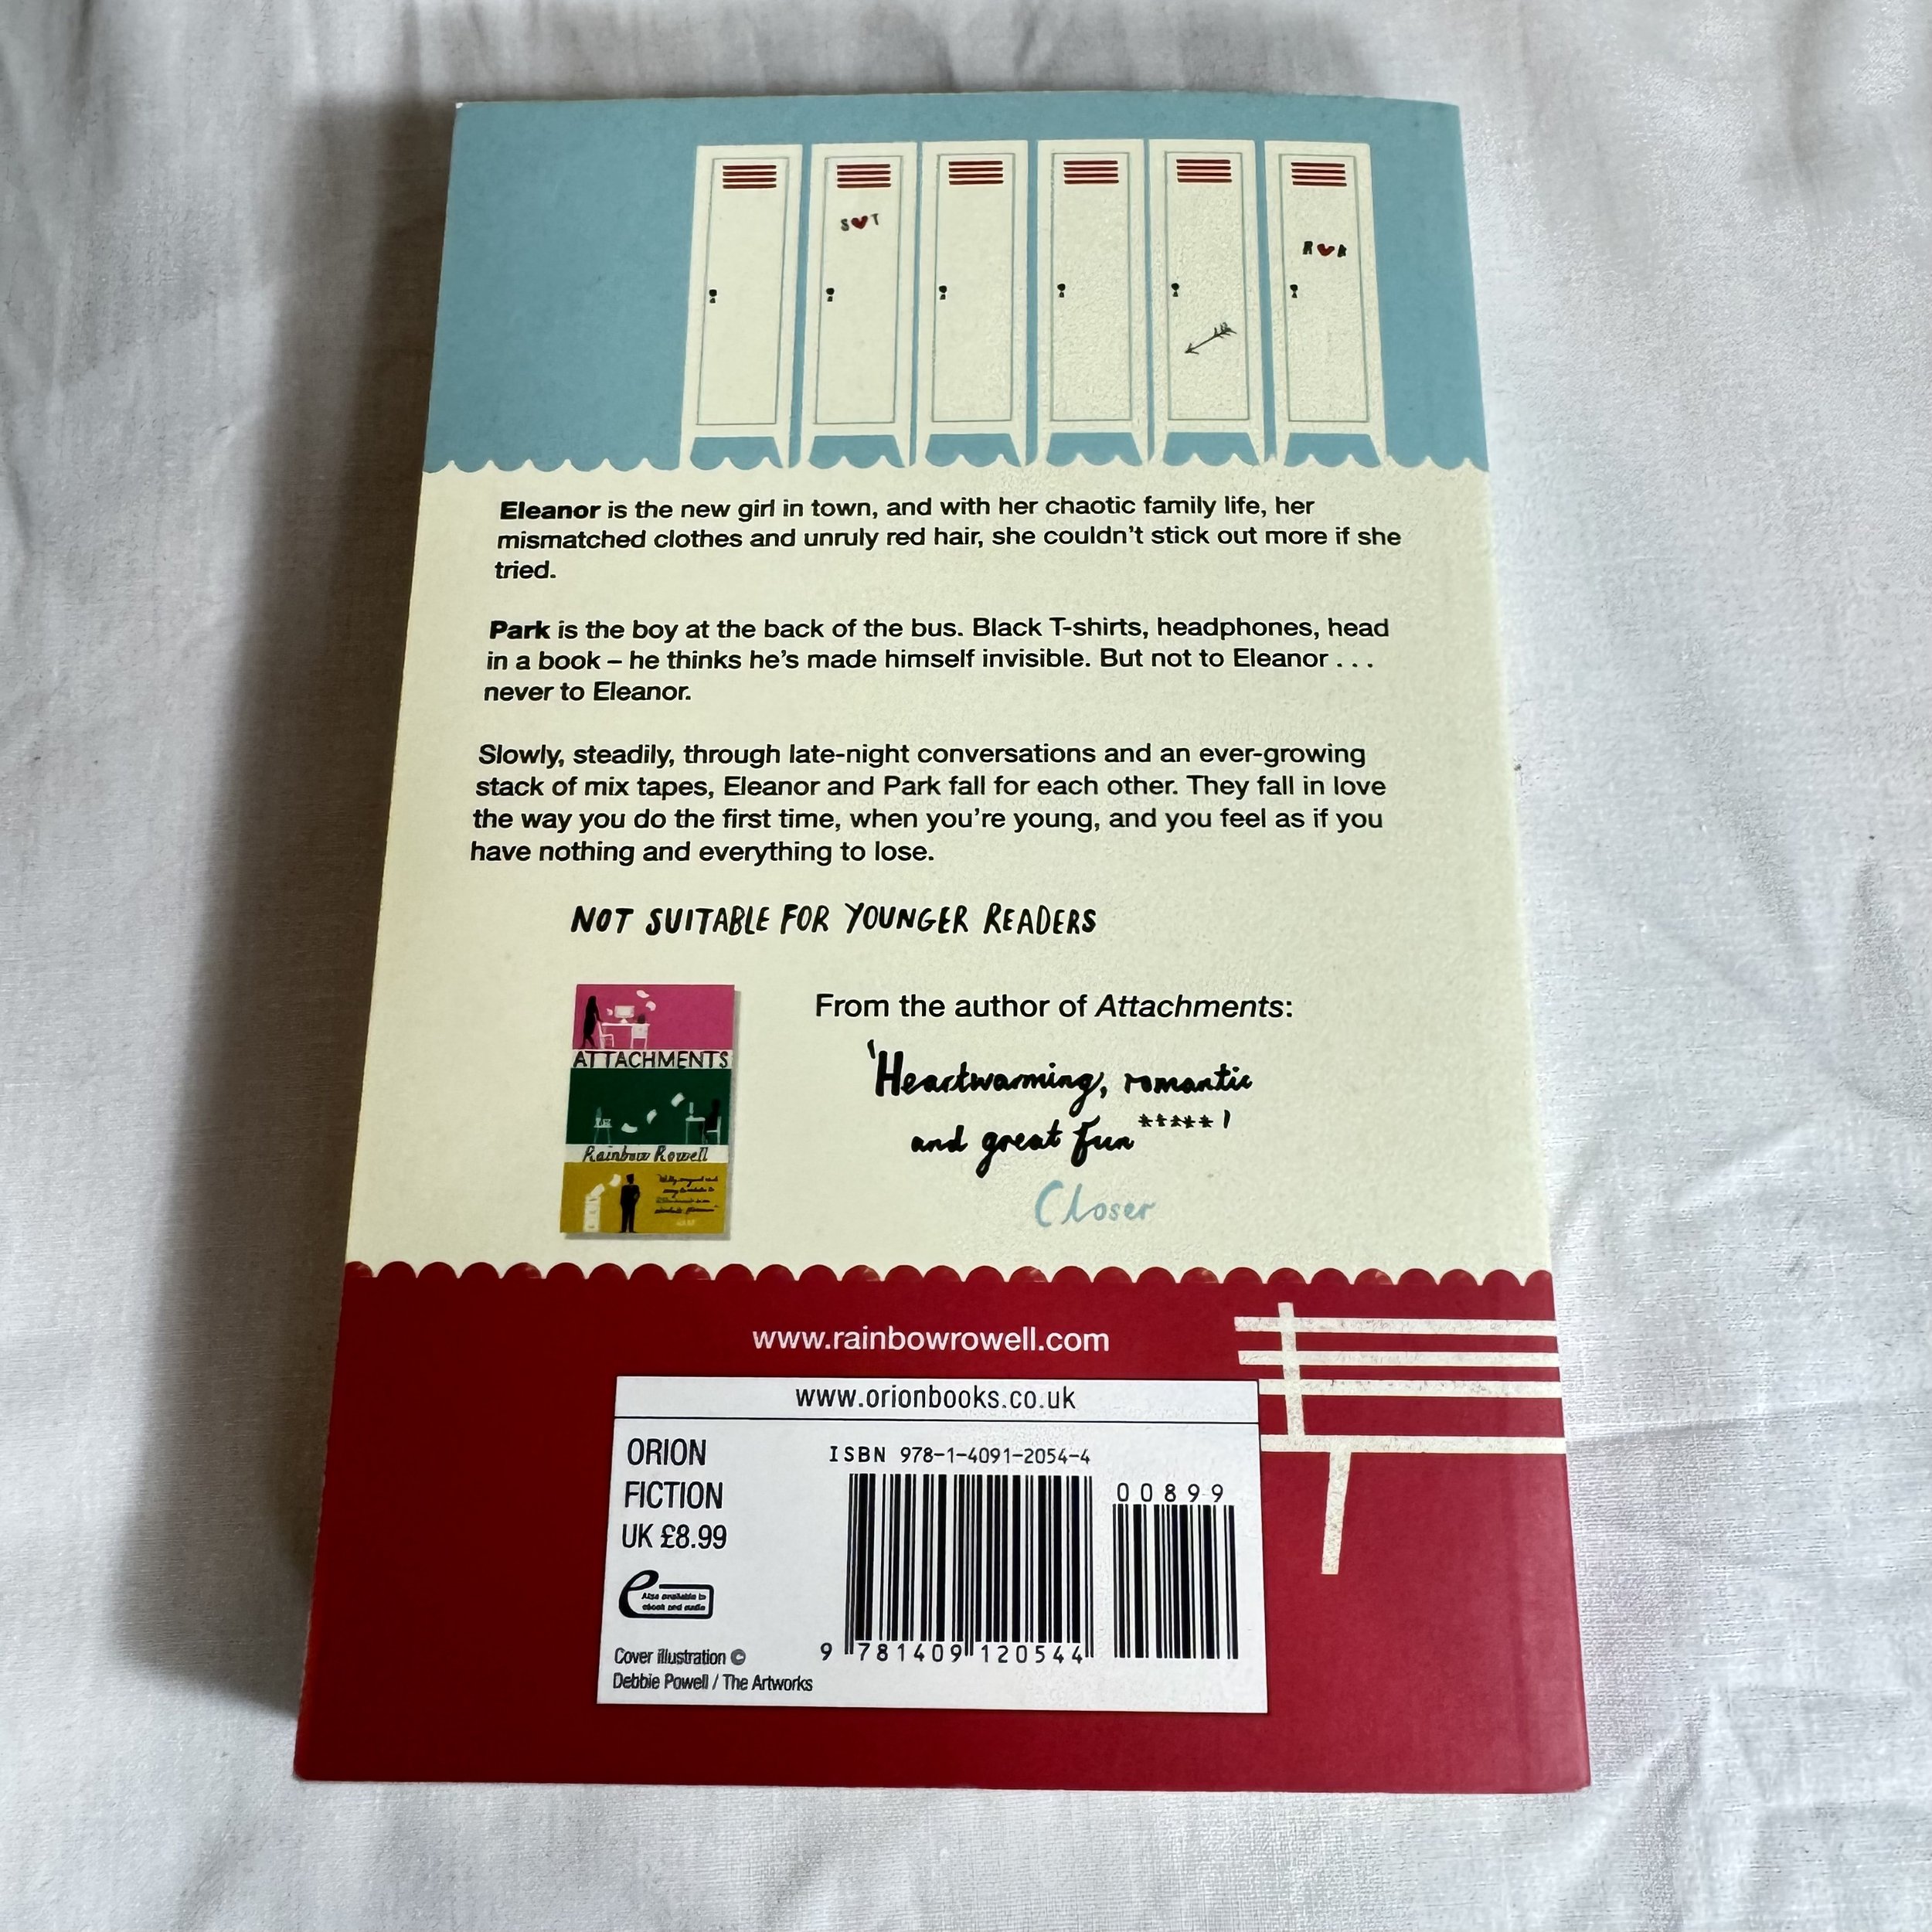 S♥T
R♥K
Eleanor is the new girl in town, and with her chaotic family life, her
mismatched clothes and unruly red hair, she couldn't stick out more if she
tried.
Park is the boy at the back of the bus. Black T-shirts, headphones, head
in a book – he thinks he's made himself invisible. But not to Eleanor . . .
never to Eleanor.
Slowly, steadily, through late-night conversations and an ever-growing
stack of mix tapes, Eleanor and Park fall for each other. They fall in love
the way you do the first time, when you're young, and you feel as if you
have nothing and everything to lose.
NOT SUITABLE FOR YOUNGER READERS
ATTACHMENTS
Rainbow Rowell
From the author of Attachments:
'Heartwarming, romantic
and great fun*****'
Closer
www.rainbowrowell.com
www.orionbooks.co.uk
ORION
FICTION
UK £8.99
Also available in
ebook and audio
Cover illustration ©
Debbie Powell / The Artworks
ISBN 978-1-4091-2054-4
00899
9 781409 120544